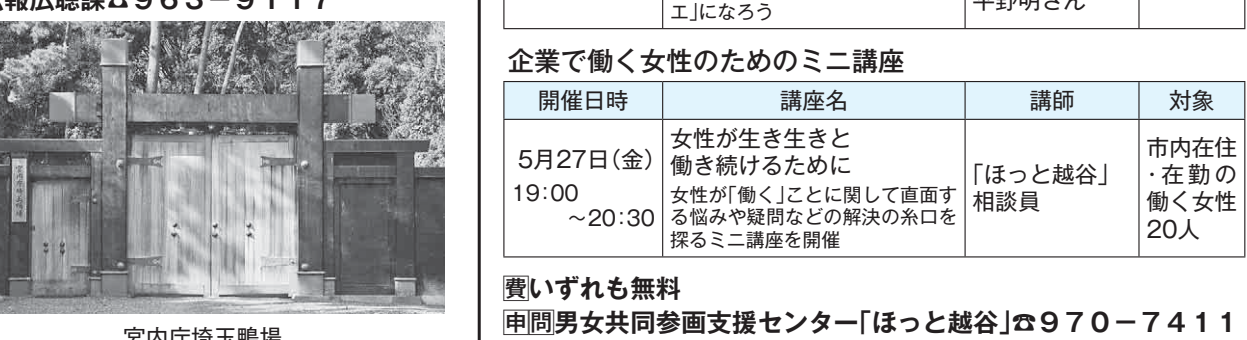 報広聴課☎963－9117
宮内庁埼玉鴨場
エ」になろう
企業で働く女性のためのミニ講座
開催日時
講座名
講師
対象
5月27日（金）
19:00
～20:30
女性が生き生きと
働き続けるために
女性が「働く」ことに関して直面す
る悩みや疑問などの解決の糸口を
探るミニ講座を開催
「ほっと越谷」
相談員
市内在住
・在勤の
働く女性
20人
費いずれも無料
申問男女共同参画支援センター「ほっと越谷」☎970－7411